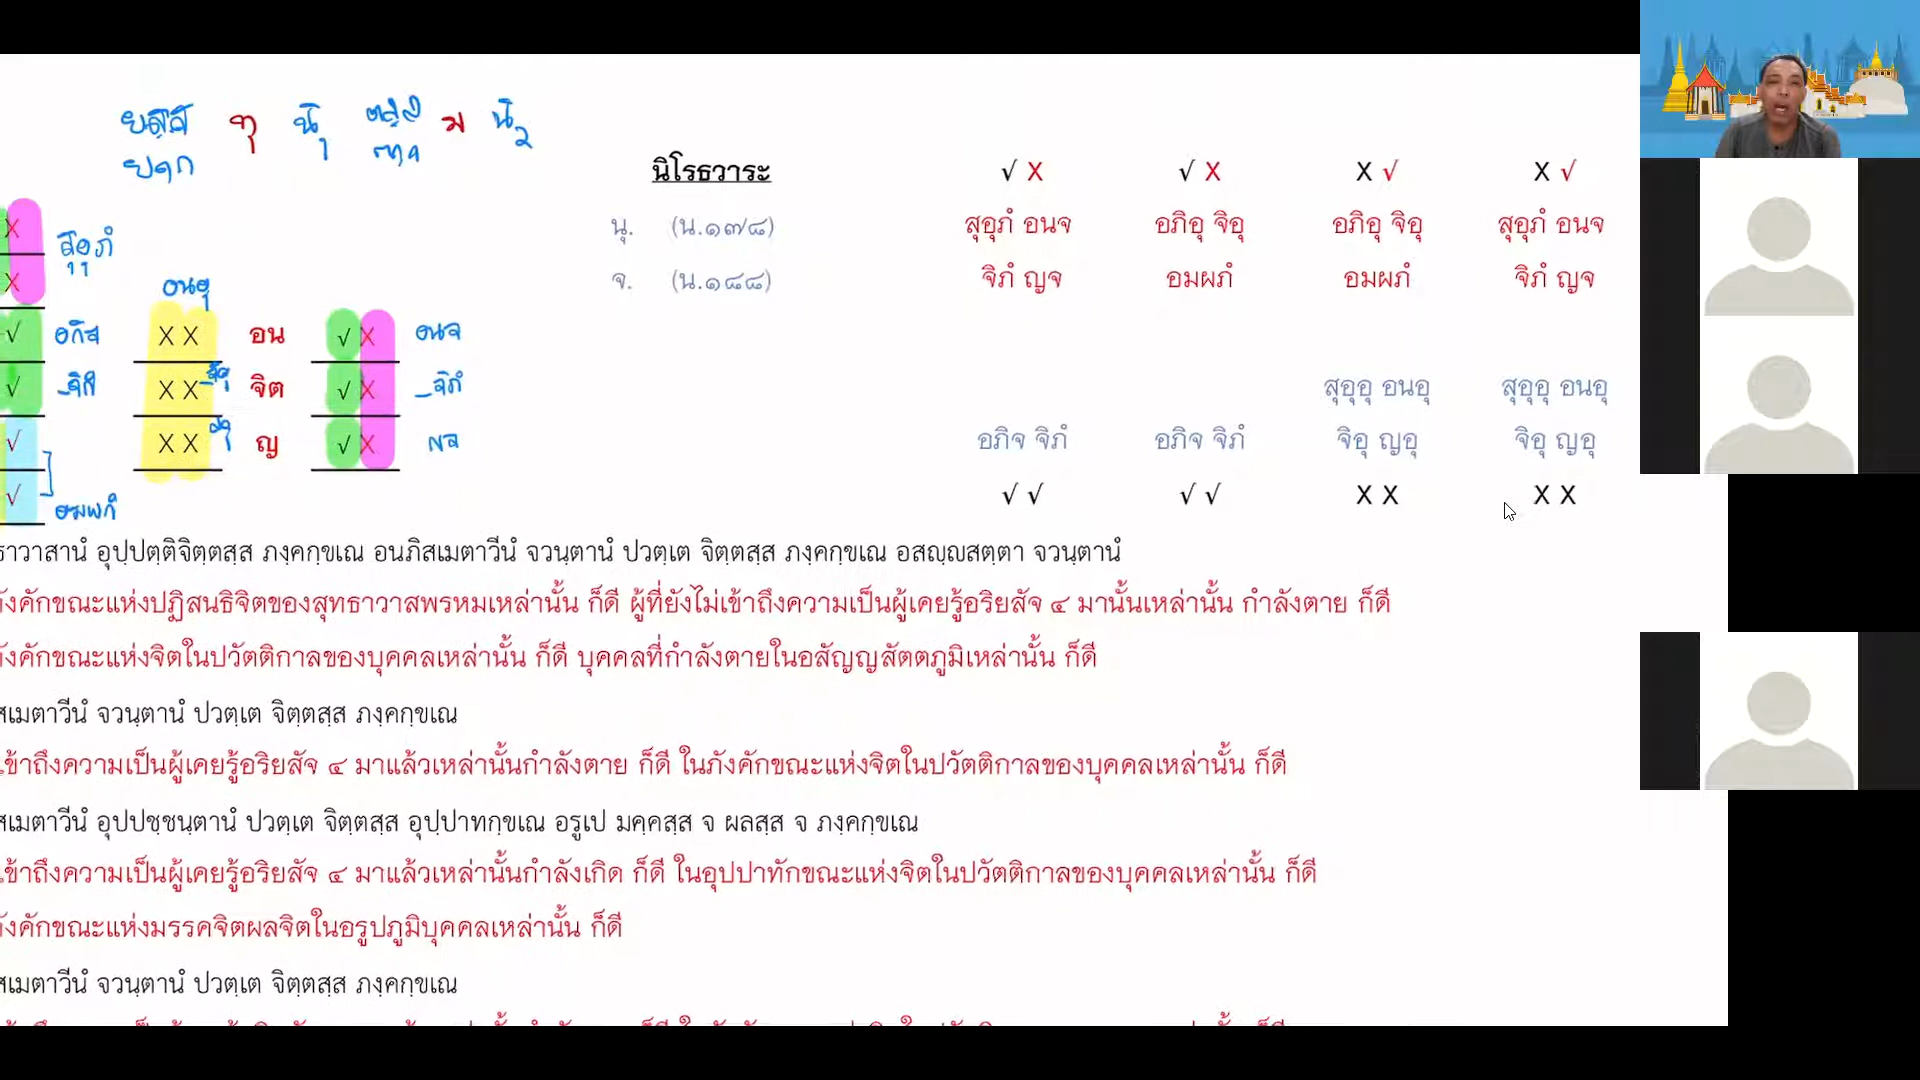 นิโรธวาระ
√ X √ X X √ X √
นุ. (น.๑๗๘) สุอุภํ อนจ อภิอุ จิอุ อภิอุ จิอุ สุอุภํ อนจ
จ. (น.๑๘๘) จิภํ ญจ อมผภํ อมผภํ จิภํ ญจ
X
X
อนอุ
√ X X อน √ X อนจ
√ X X จิต √ X _จิภํ
√ X X ญ √ X
√
อมผภํ
สุอุอุ อนอุ สุอุอุ อนอุ
อภิจ จิภํ อภิจ จิภํ จิอุ ญอุ จิอุ ญอุ
√ √ √ √ X X X X
ธาวาสานํ อุปฺปตฺติจิตฺตสฺส ภงฺคกฺขเณ อนภิสเมตาวีนํ จวนฺตานํ ปวตฺเต จิตฺตสฺส ภงฺคกฺขเณ อสญฺญสตฺตา จวนฺตานํ
ังคักขณะแห่งปฏิสนธิจิตของสุทธาวาสพรหมเหล่านั้น ก็ดี ผู้ที่ยังไม่เข้าถึงความเป็นผู้เคยรู้อริยสัจ ๔ มานั้นเหล่านั้น กำลังตาย ก็ดี
ังคักขณะแห่งจิตในปวัตติกาลของบุคคลเหล่านั้น ก็ดี บุคคลที่กำลังตายในอสัญญสัตตภูมิเหล่านั้น ก็ดี
สเมตาวีนํ จวนฺตานํ ปวตฺเต จิตฺตสฺส ภงฺคกฺขเณ
เข้าถึงความเป็นผู้เคยรู้อริยสัจ ๔ มาแล้วเหล่านั้นกำลังตาย ก็ดี ในภังคักขณะแห่งจิตในปวัตติกาลของบุคคลเหล่านั้น ก็ดี
สเมตาวีนํ อุปปชฺชนฺตานํ ปวตฺเต จิตฺตสฺส อุปฺปาทกฺขเณ อรูเป มคฺคสฺส จ ผลสฺส จ ภงฺคกฺขเณ
เข้าถึงความเป็นผู้เคยรู้อริยสัจ ๔ มาแล้วเหล่านั้นกำลังเกิด ก็ดี ในอุปปาทักขณะแห่งจิตในปวัตติกาลของบุคคลเหล่านั้น ก็ดี
ังคักขณะแห่งมรรคจิตผลจิตในอรูปภูมิบุคคลเหล่านั้น ก็ดี
สเมตาวีนํ จวนฺตานํ ปวตฺเต จิตฺตสฺส ภงฺคกฺขเณ